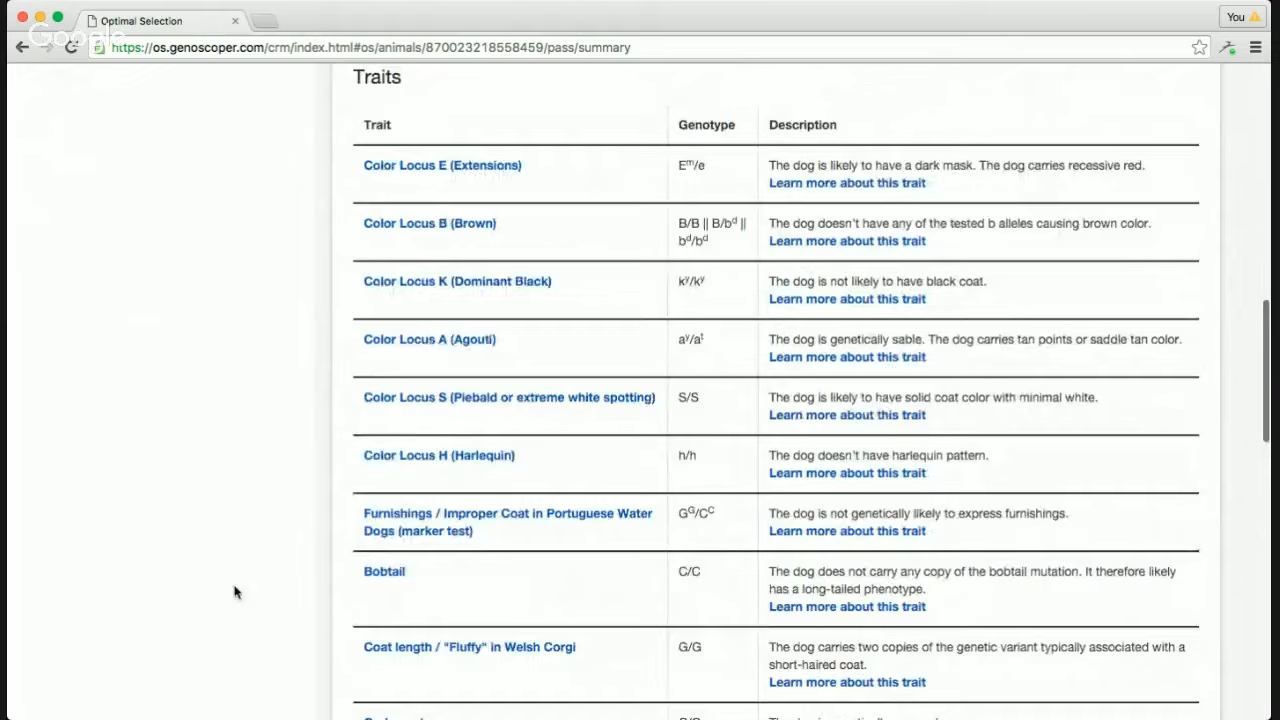 Optimal Selection
You
Google
https://os.genoscoper.com/crm/index.html#os/animals/870023218558459/pass/summary
Traits
Trait Genotype Description
Color Locus E (Extensions) Eᵐ/e The dog is likely to have a dark mask. The dog carries recessive red.
Learn more about this trait
Color Locus B (Brown) B/B || B/bᵈ || The dog doesn't have any of the tested b alleles causing brown color.
bᵈ/bᵈ Learn more about this trait
Color Locus K (Dominant Black) kʸ/kʸ The dog is not likely to have black coat.
Learn more about this trait
Color Locus A (Agouti) aʸ/aᵗ The dog is genetically sable. The dog carries tan points or saddle tan color.
Learn more about this trait
Color Locus S (Piebald or extreme white spotting) S/S The dog is likely to have solid coat color with minimal white.
Learn more about this trait
Color Locus H (Harlequin) h/h The dog doesn't have harlequin pattern.
Learn more about this trait
Furnishings / Improper Coat in Portuguese Water Gᴳ/Cᶜ The dog is not genetically likely to express furnishings.
Dogs (marker test) Learn more about this trait
Bobtail C/C The dog does not carry any copy of the bobtail mutation. It therefore likely
has a long-tailed phenotype.
Learn more about this trait
Coat length / "Fluffy" in Welsh Corgi G/G The dog carries two copies of the genetic variant typically associated with a
short-haired coat.
Learn more about this trait